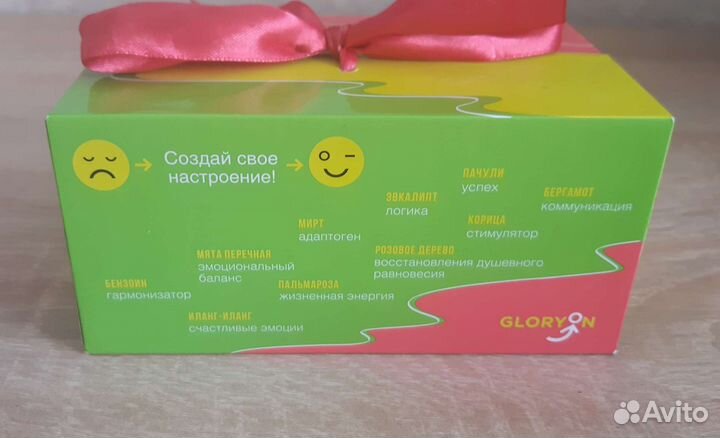 Создай свое
настроение!
ПАЧУЛИ
успех
БЕРГАМОТ
коммуникация
ЭВКАЛИПТ
логика
КОРИЦА
стимулятор
МИРТ
адаптоген
РОЗОВОЕ ДЕРЕВО
восстановления душевного
равновесия
МЯТА ПЕРЕЧНАЯ
эмоциональный
баланс
БЕНЗОИН
гармонизатор
ПАЛЬМАРОЗА
жизненная энергия
ИЛАНГ-ИЛАНГ
счастливые эмоции
GLORYON
Avito